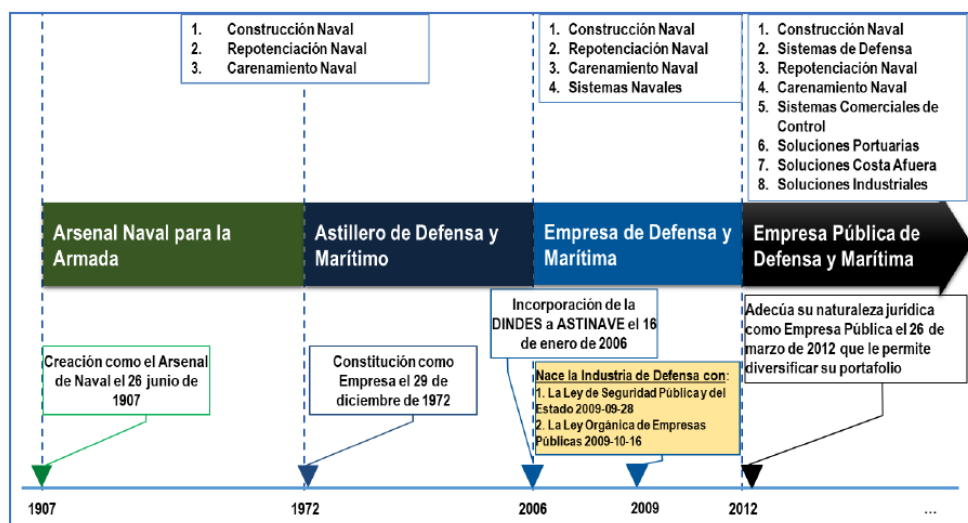 1. Construcción Naval
2. Repotenciación Naval
3. Carenamiento Naval
1. Construcción Naval
2. Repotenciación Naval
3. Carenamiento Naval
4. Sistemas Navales
1. Construcción Naval
2. Sistemas de Defensa
3. Repotenciación Naval
4. Carenamiento Naval
5. Sistemas Comerciales de
Control
6. Soluciones Portuarias
7. Soluciones Costa Afuera
8. Soluciones Industriales
Arsenal Naval para la
Armada
Astillero de Defensa y
Marítimo
Empresa de Defensa y
Marítima
Empresa Pública de
Defensa y Marítima
Creación como el Arsenal
de Naval el 26 junio de
1907
Constitución como
Empresa el 29 de
diciembre de 1972
Incorporación de la
DINDES a ASTINAVE el 16
de enero de 2006
Nace la Industria de Defensa con:
1. La Ley de Seguridad Pública y del
Estado 2009-09-28
2. La Ley Orgánica de Empresas
Públicas 2009-10-16
Adecúa su naturaleza jurídica
como Empresa Pública el 26 de
marzo de 2012 que le permite
diversificar su portafolio
1907
1972
2006
2009
2012
...